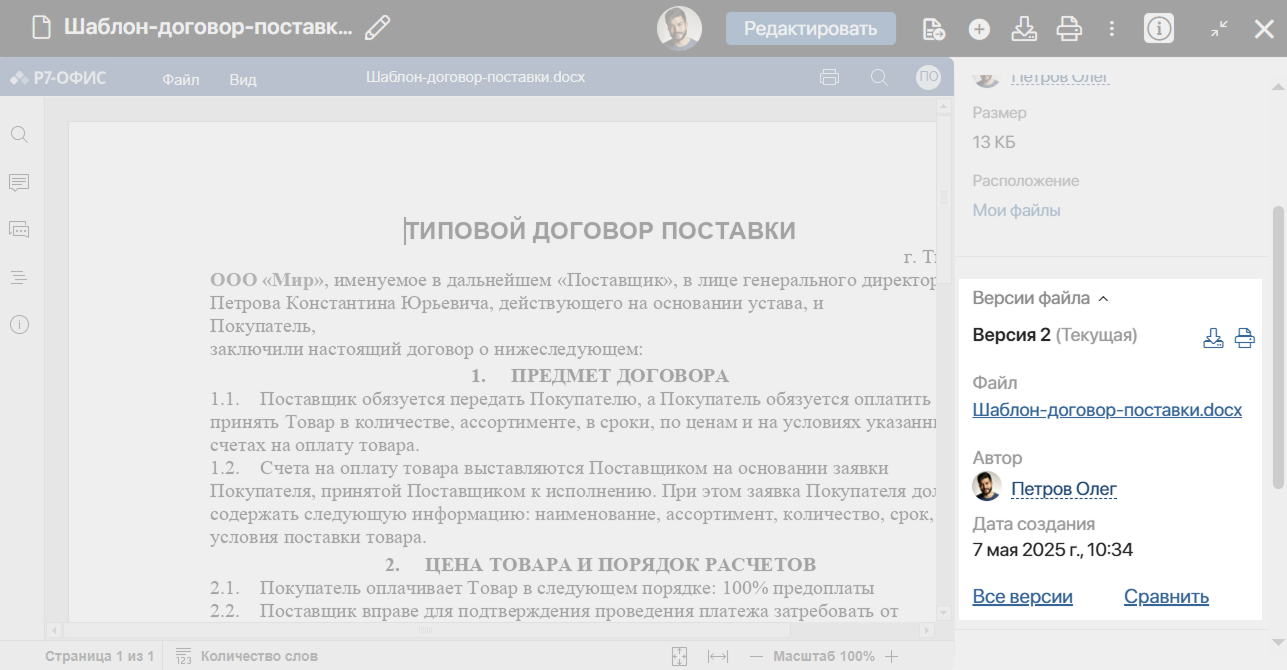 Шаблон-договор-поставк...
Редактировать
Р7-ОФИС
Файл
Вид
Шаблон-договор-поставки.docx
ПО
ТИПОВОЙ ДОГОВОР ПОСТАВКИ
г. Т
ООО «Мир», именуемое в дальнейшем «Поставщик», в лице генерального директор
Петрова Константина Юрьевича, действующего на основании устава, и
Покупатель,
заключили настоящий договор о нижеследующем:
1. ПРЕДМЕТ ДОГОВОРА
1.1. Поставщик обязуется передать Покупателю, а Покупатель обязуется оплатить
принять Товар в количестве, ассортименте, в сроки, по ценам и на условиях указанн
счетах на оплату товара.
1.2. Счета на оплату товара выставляются Поставщиком на основании заявки
Покупателя, принятой Поставщиком к исполнению. При этом заявка Покупателя дол
содержать следующую информацию: наименование, ассортимент, количество, срок,
условия поставки товара.
2. ЦЕНА ТОВАРА И ПОРЯДОК РАСЧЕТОВ
2.1. Покупатель оплачивает Товар в следующем порядке: 100% предоплаты
2.2. Поставщик вправе для подтверждения проведения платежа затребовать от
Страница 1 из 1
123
Количество слов
Масштаб 100%
Петров Олег
Размер
13 КБ
Расположение
Мои файлы
Версии файла
Версия 2 (Текущая)
Файл
Шаблон-договор-поставки.docx
Автор
Петров Олег
Дата создания
7 мая 2025 г., 10:34
Все версии
Сравнить